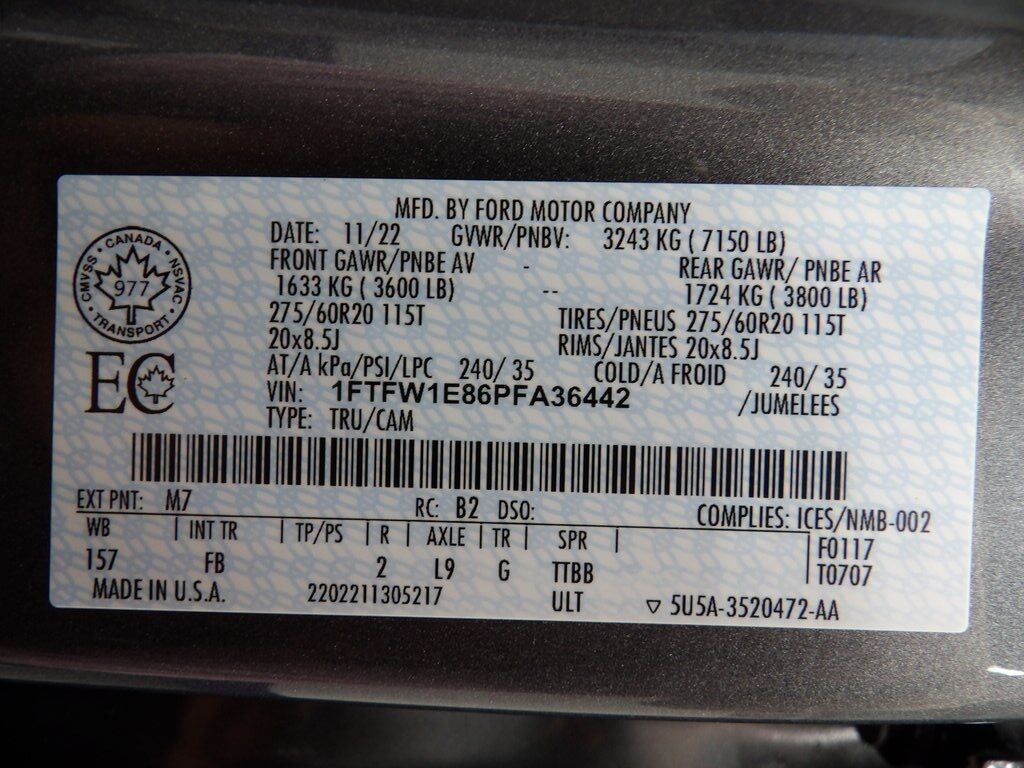 MFD. BY FORD MOTOR COMPANY
DATE: 11/22 GVWR/PNBV: 3243 KG ( 7150 LB)
FRONT GAWR/PNBE AV - REAR GAWR/ PNBE AR
1633 KG ( 3600 LB) -- 1724 KG ( 3800 LB)
275/60R20 115T TIRES/PNEUS 275/60R20 115T
20x8.5J RIMS/JANTES 20x8.5J
AT/A kPa/PSI/LPC 240/ 35 COLD/A FROID 240/ 35
VIN: 1FTFW1E86PFA36442 /JUMELEES
TYPE: TRU/CAM
CANADA • NSVAC • TRANSPORT • CMVSS •
977
EC
EXT PNT: M7 RC: B2 DSO: COMPLIES: ICES/NMB-002
WB | INT TR | TP/PS | R | AXLE | TR | SPR | F0117
157 FB 2 L9 G TTBB T0707
MADE IN U.S.A. 2202211305217 ULT ▽ 5U5A-3520472-AA